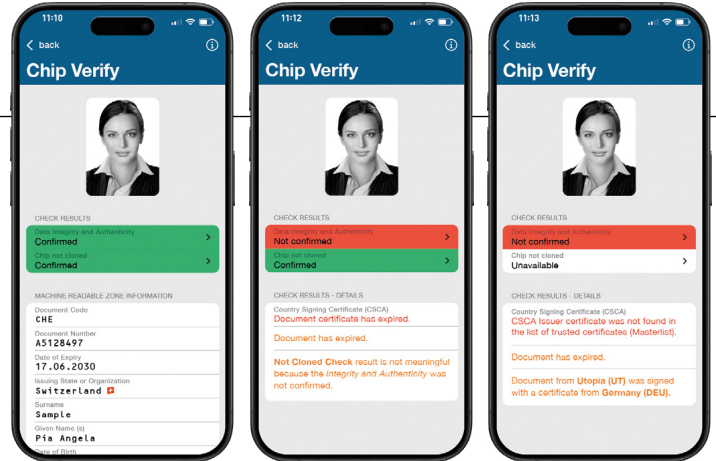 11:10
back
Chip Verify
CHECK RESULTS
Data Integrity and Authenticity
Confirmed
Chip not cloned
Confirmed
MACHINE READABLE ZONE INFORMATION
Document Code
CHE
Document Number
A5128497
Date of Expiry
17.06.2030
Issuing State or Organization
Switzerland
Surname
Sample
Given Name (s)
Pia Angela
Date of Birth
11:12
back
Chip Verify
CHECK RESULTS
Data Integrity and Authenticity
Not confirmed
Chip not cloned
Confirmed
CHECK RESULTS - DETAILS
Country Signing Certificate (CSCA)
Document certificate has expired.
Document has expired.
Not Cloned Check result is not meaningful
because the Integrity and Authenticity was
not confirmed.
11:13
back
Chip Verify
CHECK RESULTS
Data Integrity and Authenticity
Not confirmed
Chip not cloned
Unavailable
CHECK RESULTS - DETAILS
Country Signing Certificate (CSCA)
CSCA Issuer certificate was not found in
the list of trusted certificates (Masterlist).
Document has expired.
Document from Utopia (UT) was signed
with a certificate from Germany (DEU).